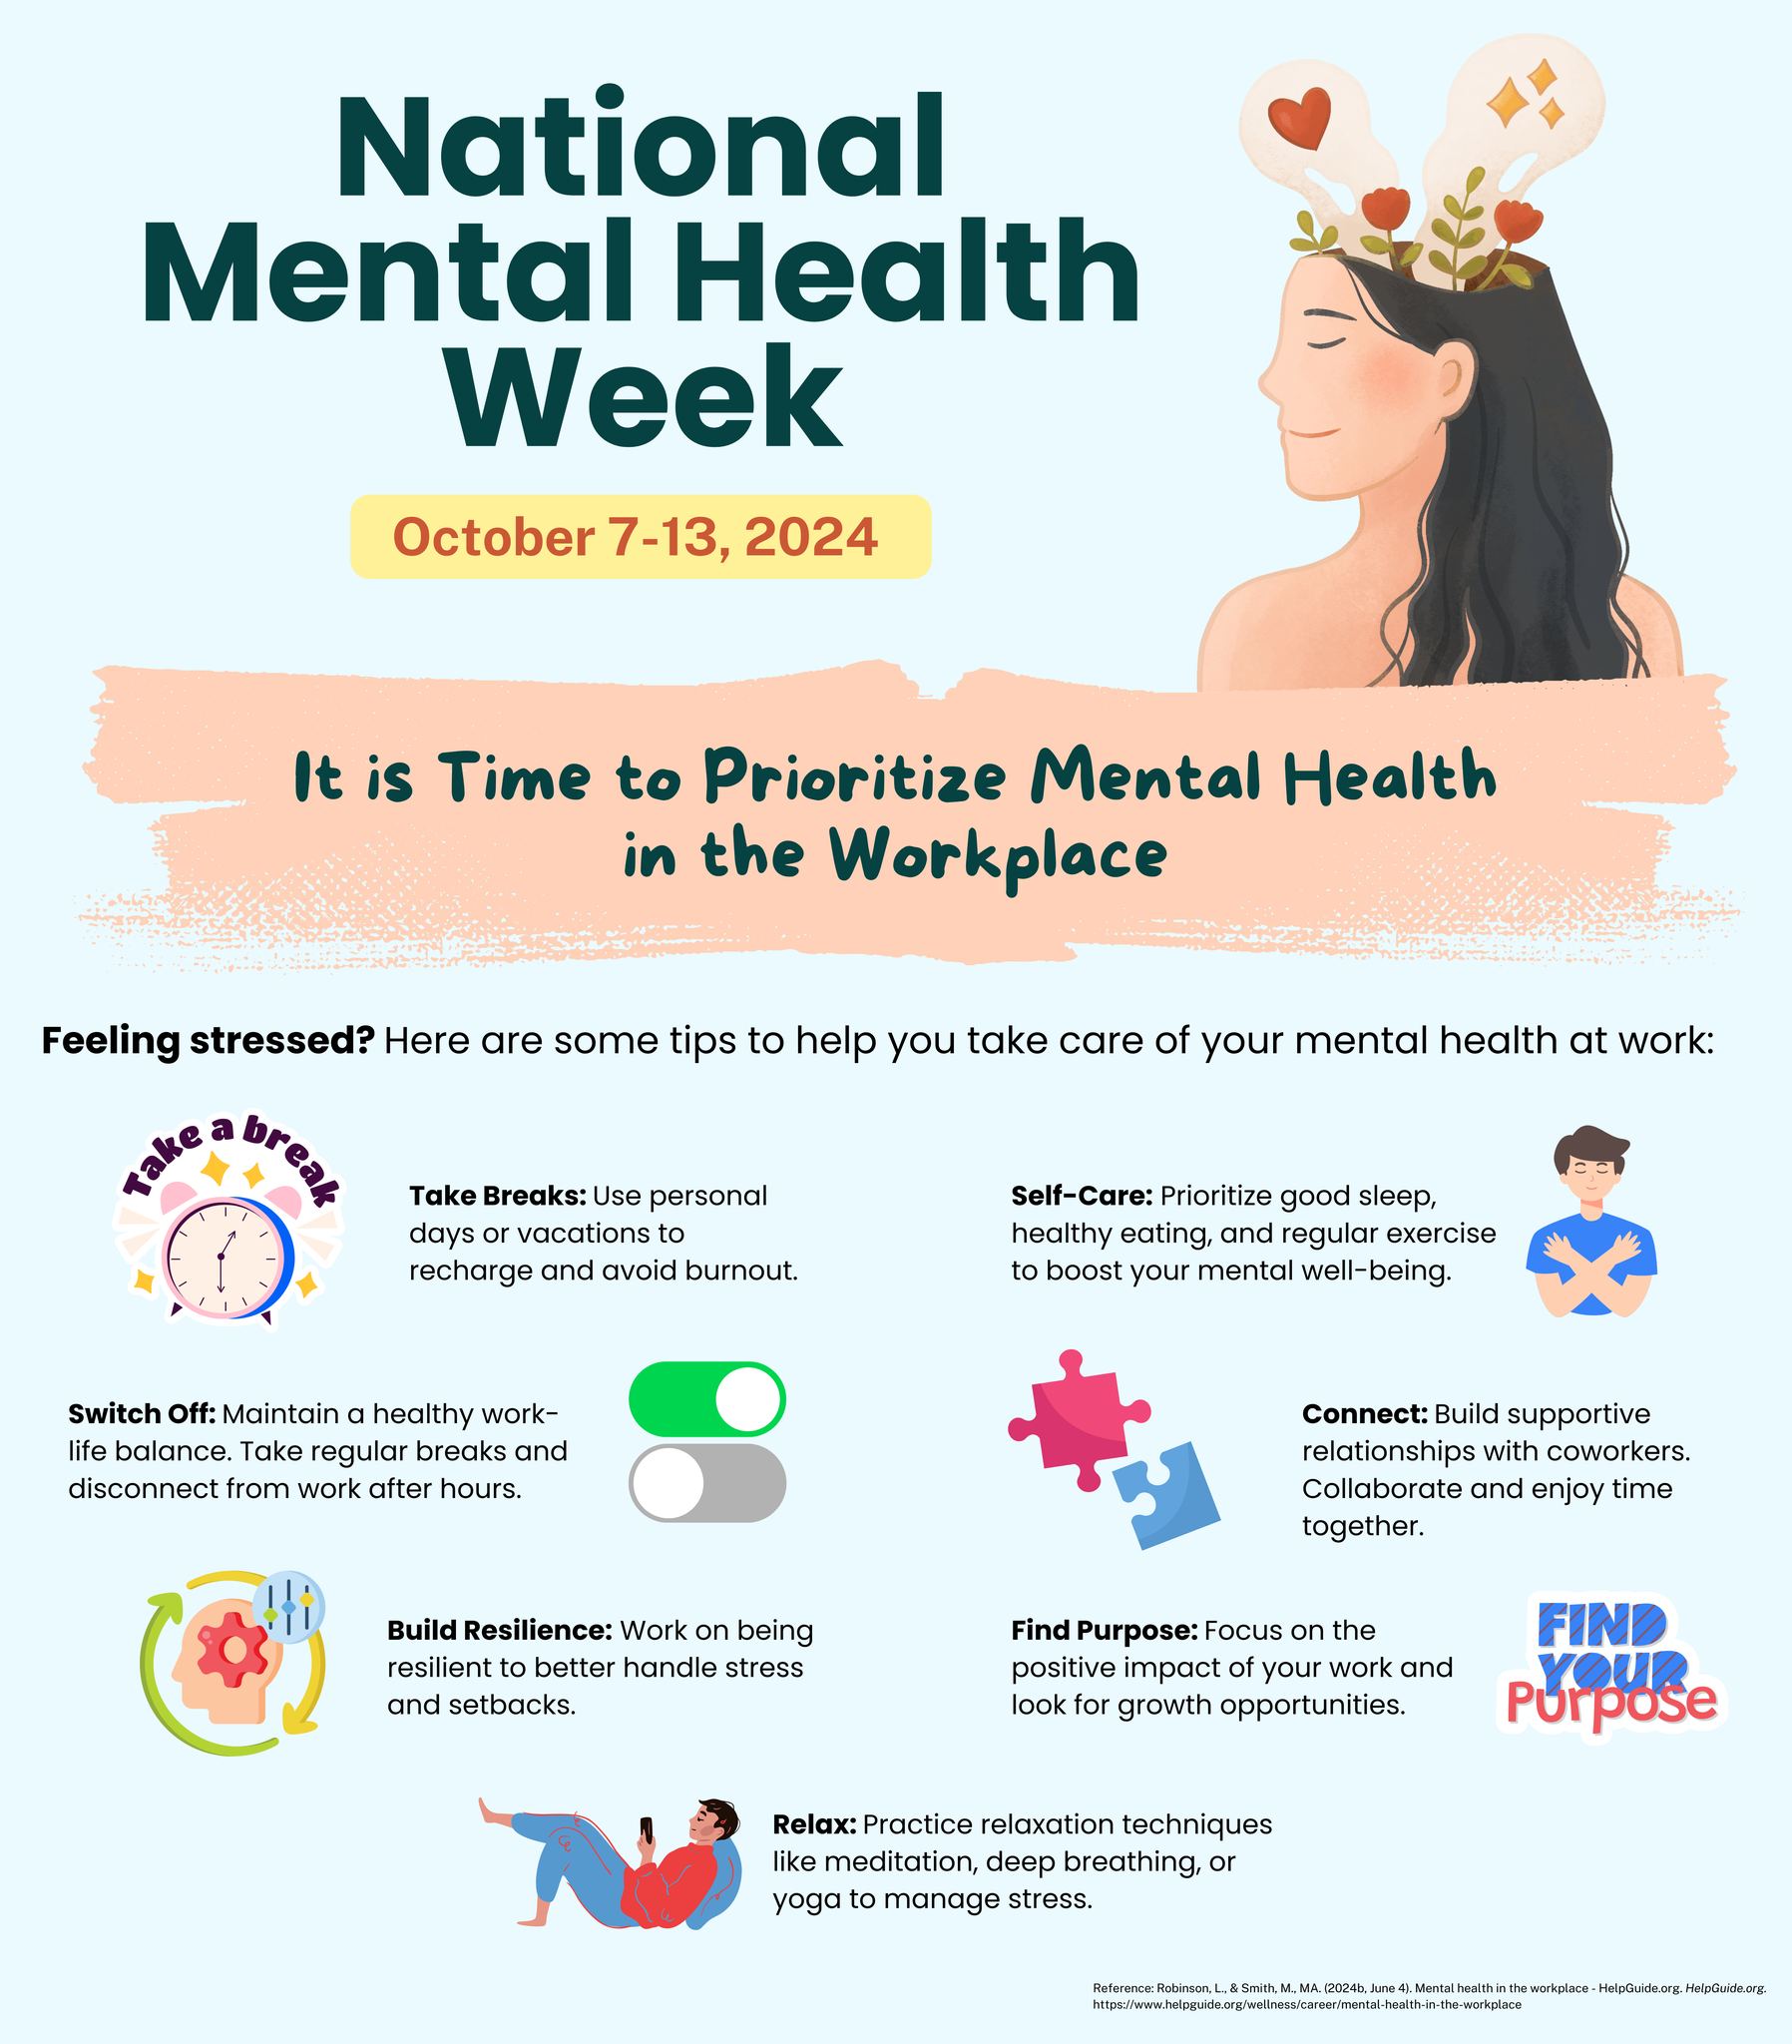 National
Mental Health
Week
October 7-13, 2024
It is Time to Prioritize Mental Health
in the Workplace
Feeling stressed? Here are some tips to help you take care of your mental health at work:
Take a break
Take Breaks: Use personal
days or vacations to
recharge and avoid burnout.
Self-Care: Prioritize good sleep,
healthy eating, and regular exercise
to boost your mental well-being.
Switch Off: Maintain a healthy work-
life balance. Take regular breaks and
disconnect from work after hours.
Connect: Build supportive
relationships with coworkers.
Collaborate and enjoy time
together.
Build Resilience: Work on being
resilient to better handle stress
and setbacks.
Find Purpose: Focus on the
positive impact of your work and
look for growth opportunities.
FIND
YOUR
Purpose
Relax: Practice relaxation techniques
like meditation, deep breathing, or
yoga to manage stress.
Reference: Robinson, L., & Smith, M., MA. (2024b, June 4). Mental health in the workplace - HelpGuide.org. HelpGuide.org.
https://www.helpguide.org/wellness/career/mental-health-in-the-workplace